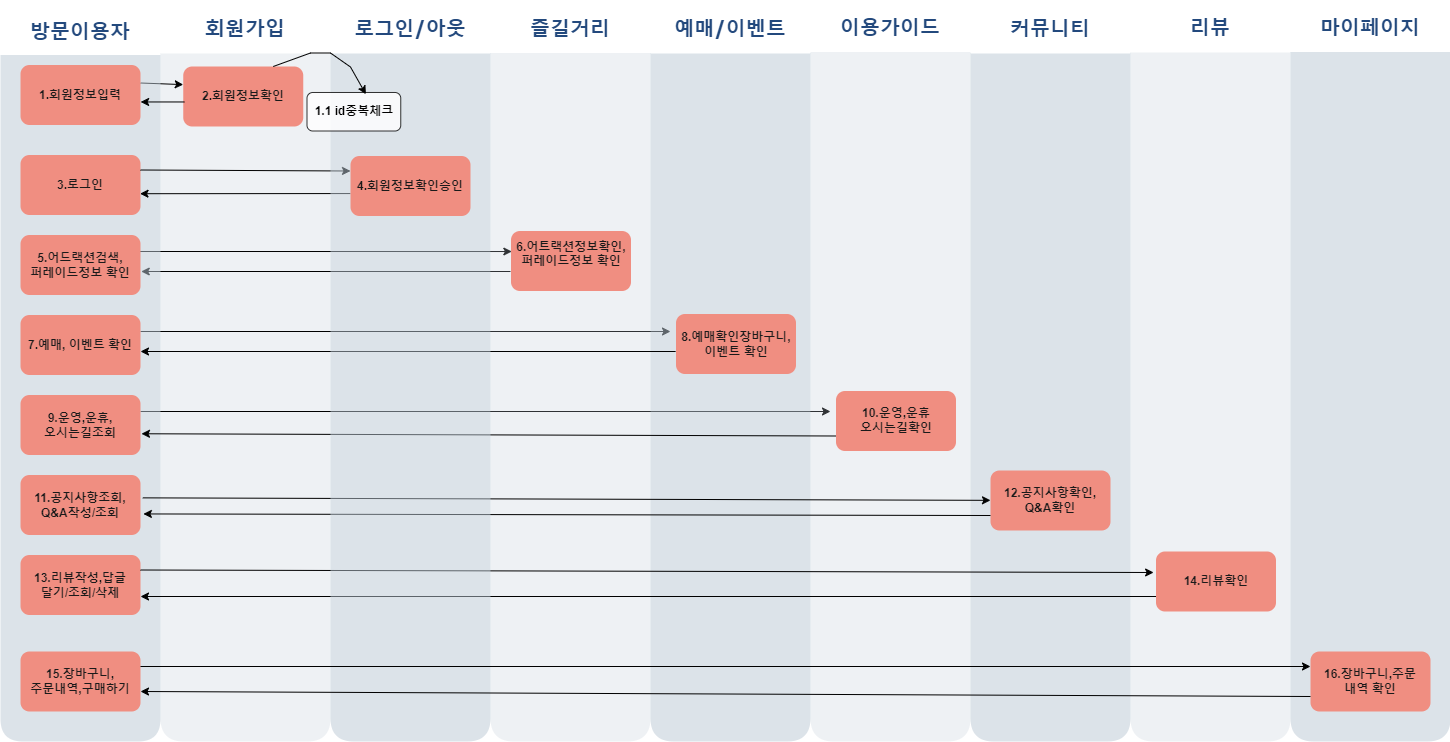 방문이용자
회원가입
로그인/아웃
즐길거리
예매/이벤트
이용가이드
커뮤니티
리뷰
마이페이지
1.회원정보입력
2.회원정보확인
1.1 id중복체크
3.로그인
4.회원정보확인승인
5.어드랙션검색,
퍼레이드정보 확인
6.어트랙션정보확인,
퍼레이드정보 확인
7.예매, 이벤트 확인
8.예매확인장바구니,
이벤트 확인
9.운영,운휴,
오시는길조회
10.운영,운휴
오시는길확인
11.공지사항조회,
Q&A작성/조회
12.공지사항확인,
Q&A확인
13.리뷰작성,답글
달기/조회/삭제
14.리뷰확인
15.장바구니,
주문내역,구매하기
16.장바구니,주문
내역 확인